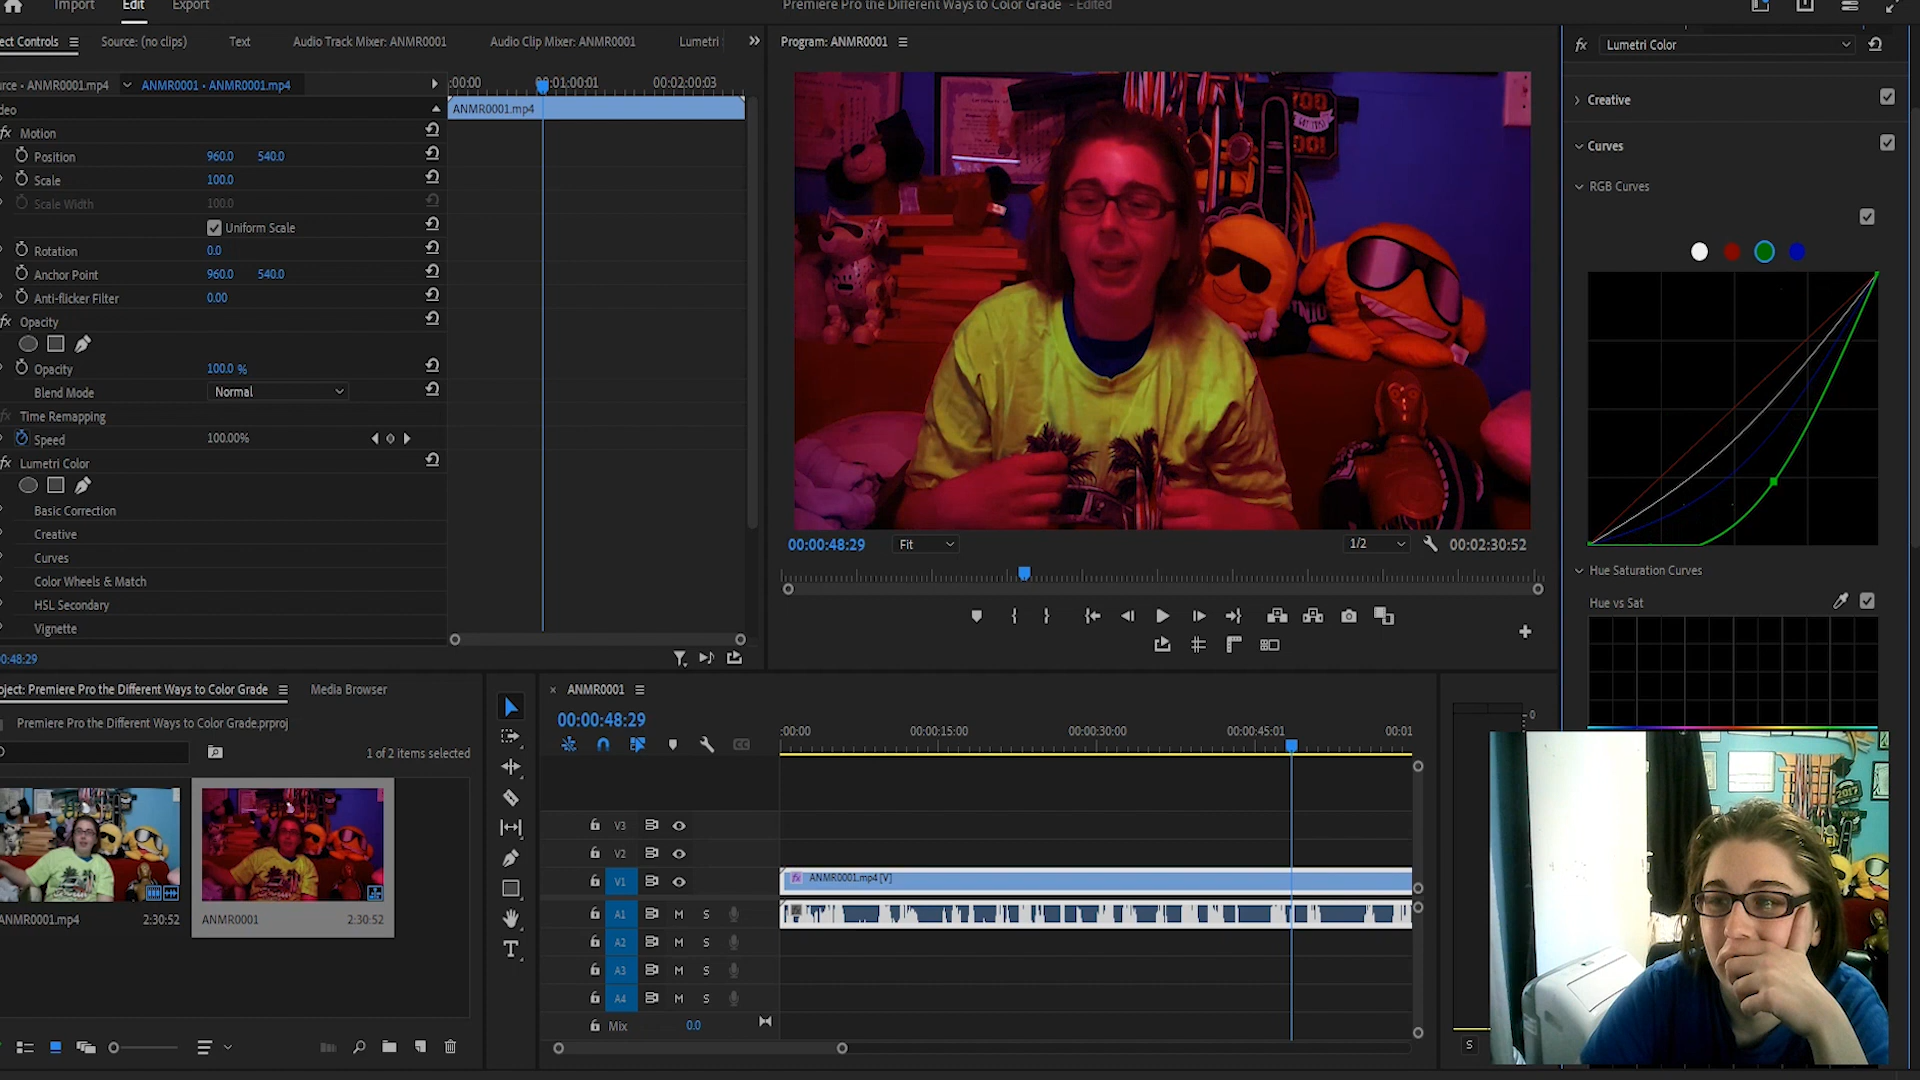 Import
Edit
Export
Premiere Pro the Different Ways to Color Grade - Edited
ect Controls
Source: (no clips)
Text
Audio Track Mixer: ANMR0001
Audio Clip Mixer: ANMR0001
Lumetri
Program: ANMR0001
fx
Lumetri Color
urce - ANMR0001.mp4
ANMR0001 - ANMR0001.mp4
:00:00
00:01:00:01
00:02:00:03
deo
ANMR0001.mp4
fx Motion
Position 960.0 540.0
Scale 100.0
Scale Width 100.0
Uniform Scale
Rotation 0.0
Anchor Point 960.0 540.0
Anti-flicker Filter 0.00
fx Opacity
Opacity 100.0 %
Blend Mode Normal
fx Time Remapping
Speed 100.00%
fx Lumetri Color
Basic Correction
Creative
Curves
Color Wheels & Match
HSL Secondary
Vignette
0:48:29
00:00:48:29
Fit
1/2
00:02:30:52
Creative
Curves
RGB Curves
Hue Saturation Curves
Hue vs Sat
oject: Premiere Pro the Different Ways to Color Grade
Media Browser
Premiere Pro the Different Ways to Color Grade.prproj
1 of 2 items selected
ANMR0001.mp4 2:30:52
ANMR0001 2:30:52
× ANMR0001
00:00:48:29
:00:00
00:00:15:00
00:00:30:00
00:00:45:01
00:01
V3
V2
V1
fx ANMR0001.mp4 [V]
A1 M S
A2 M S
A3 M S
A4 M S
Mix 0.0
0
S
2017